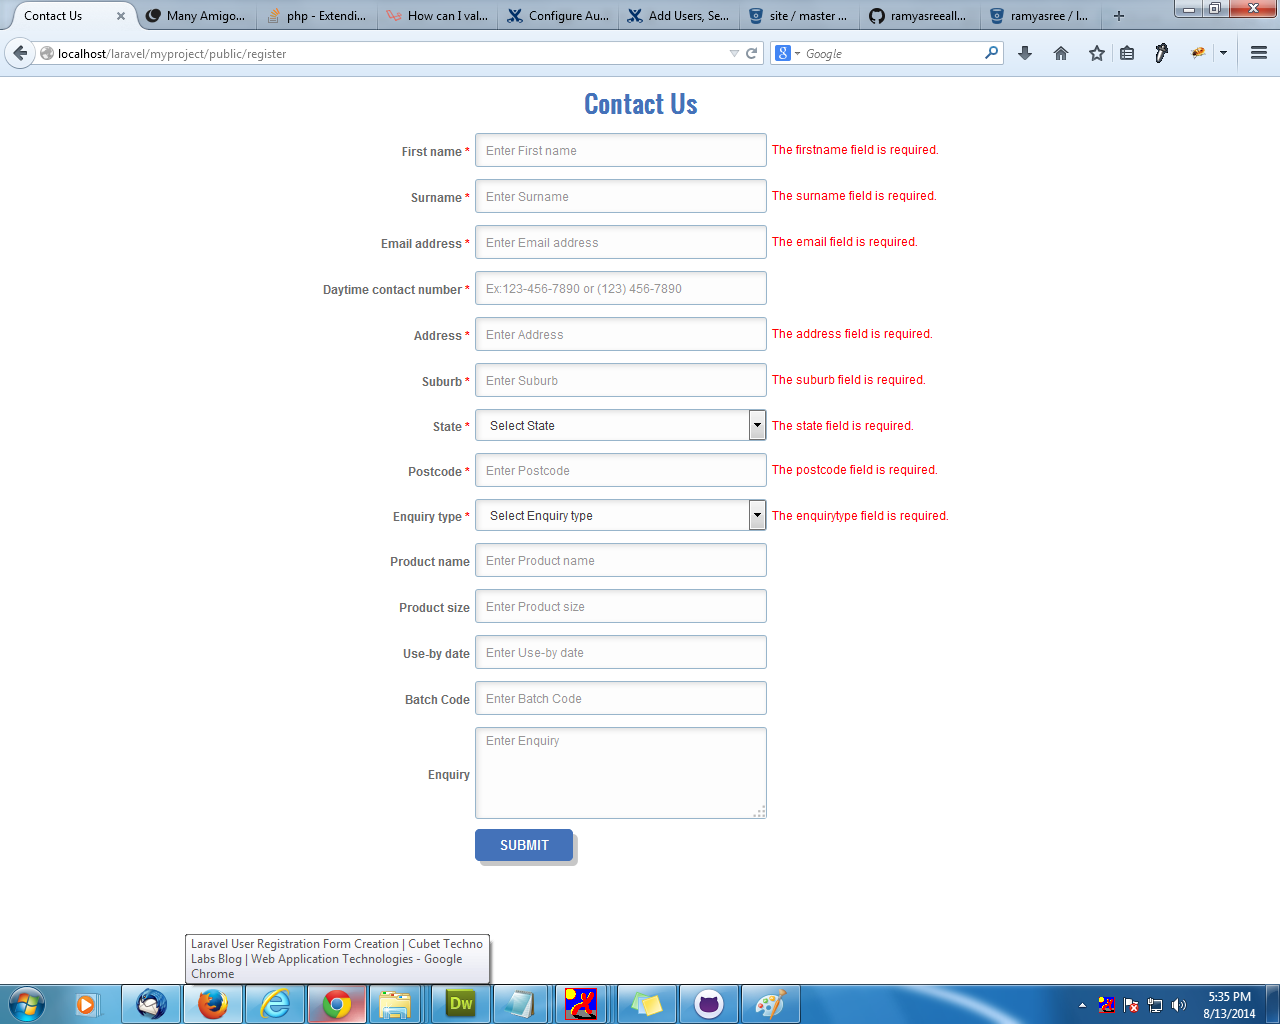 Contact Us
Many Amigo...
php - Extendi...
How can I val...
Configure Au...
Add Users, Se...
site / master ...
ramyasreeall...
ramyasree / l...
localhost/laravel/myproject/public/register
Google
Contact Us
First name * Enter First name The firstname field is required.
Surname * Enter Surname The surname field is required.
Email address * Enter Email address The email field is required.
Daytime contact number * Ex:123-456-7890 or (123) 456-7890
Address * Enter Address The address field is required.
Suburb * Enter Suburb The suburb field is required.
State * Select State The state field is required.
Postcode * Enter Postcode The postcode field is required.
Enquiry type * Select Enquiry type The enquirytype field is required.
Product name Enter Product name
Product size Enter Product size
Use-by date Enter Use-by date
Batch Code Enter Batch Code
Enquiry Enter Enquiry
SUBMIT
Laravel User Registration Form Creation | Cubet Techno
Labs Blog | Web Application Technologies - Google
Chrome
Dw
5:35 PM
8/13/2014